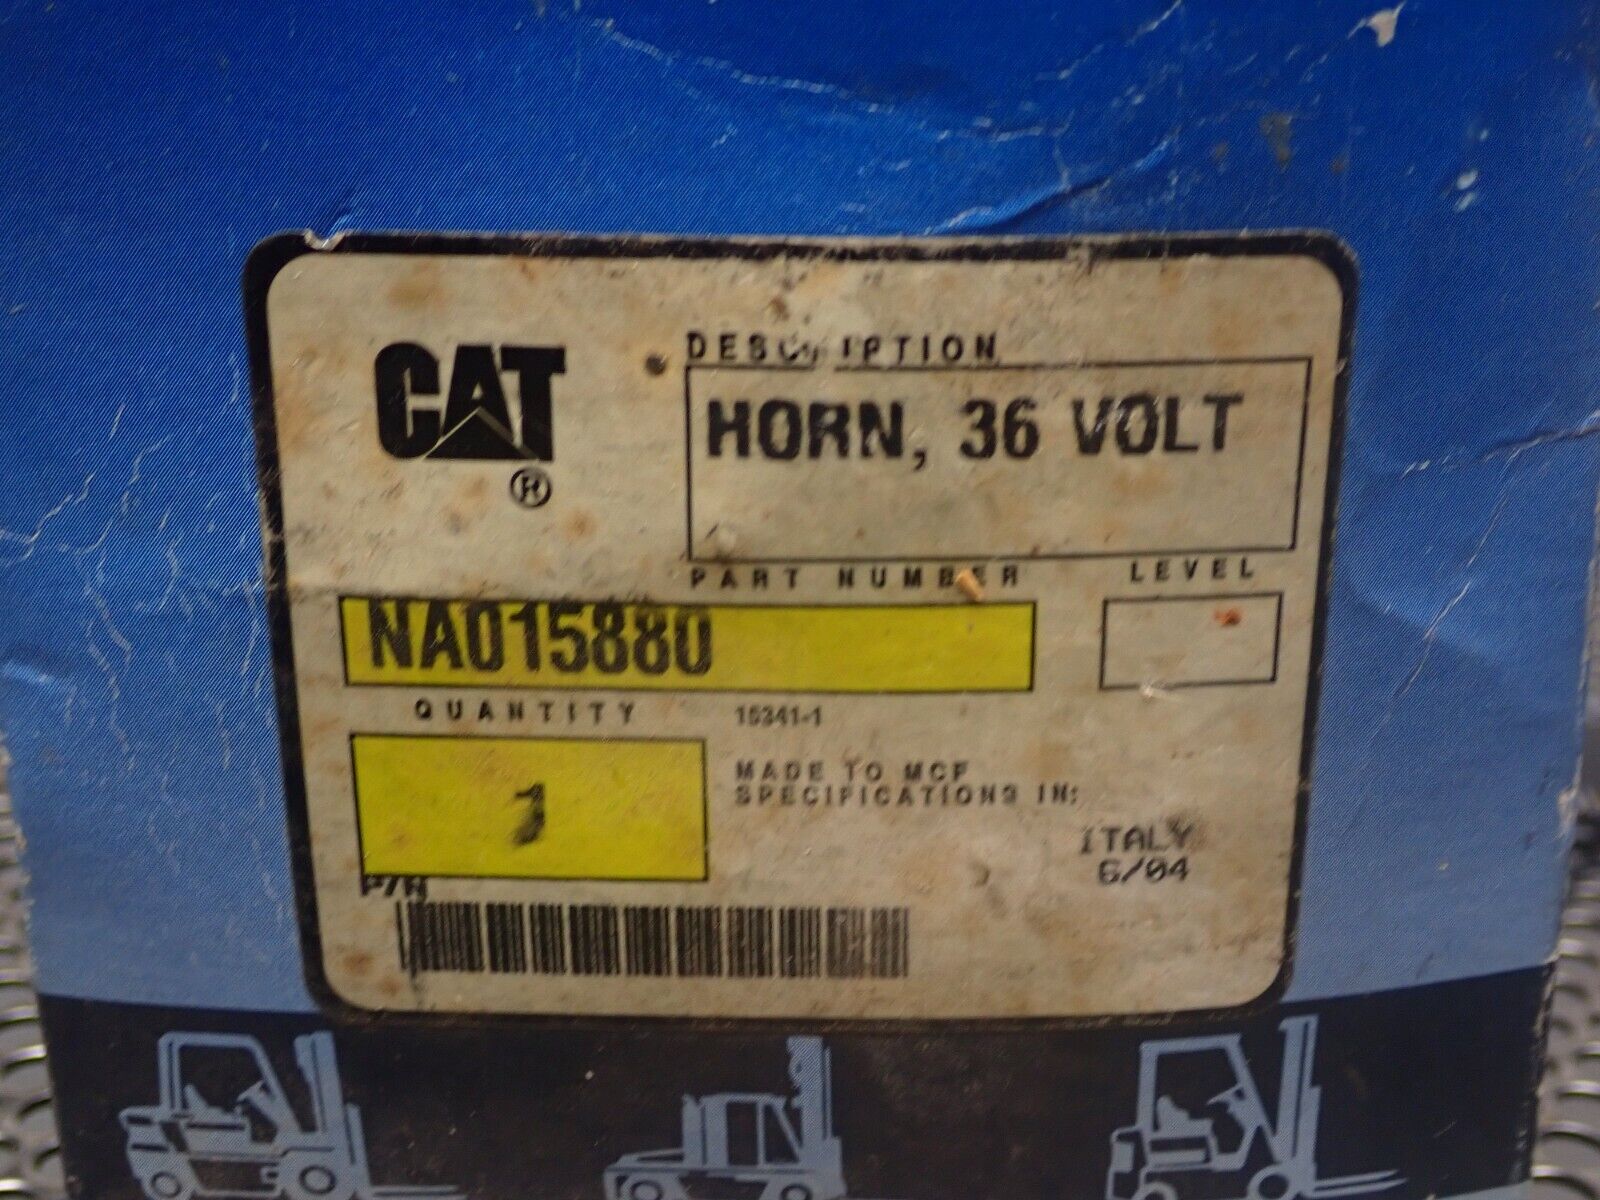 CAT
®
DESCRIPTION
HORN, 36 VOLT
PART NUMBER
LEVEL
NA015880
QUANTITY
15341-1
1
MADE TO MCF
SPECIFICATIONS IN:
ITALY
6/04
P/N